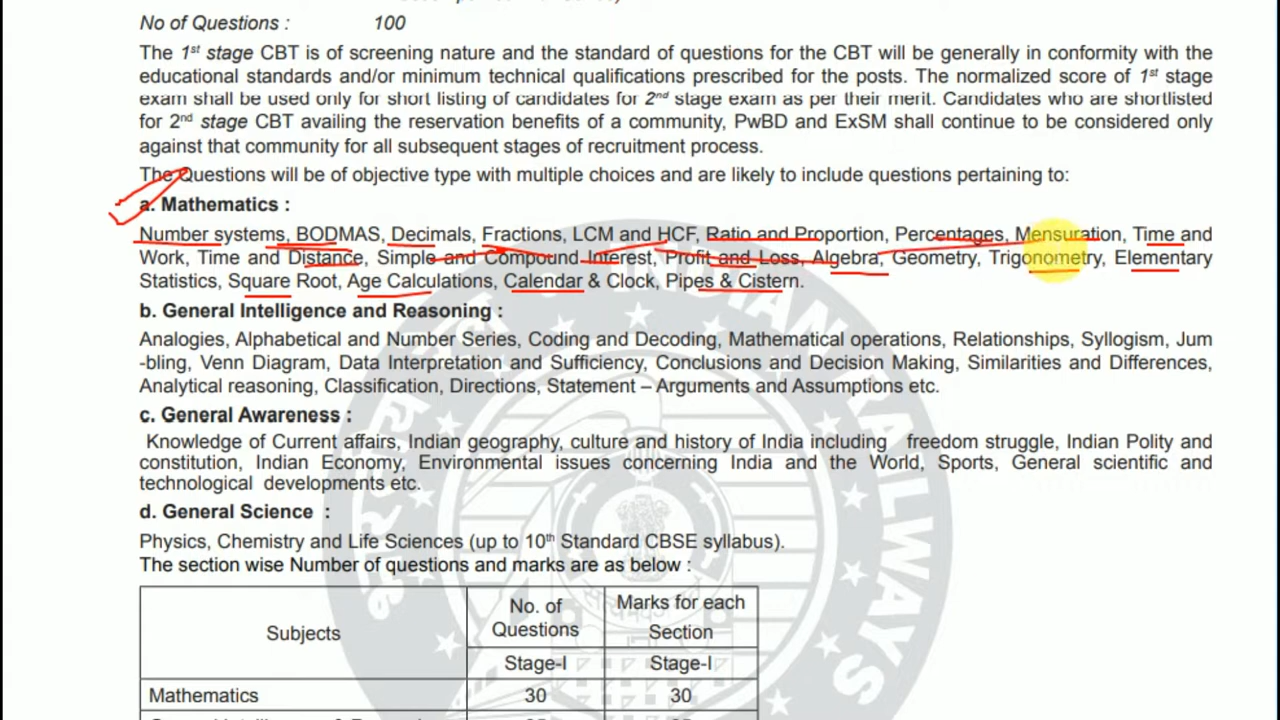 No of Questions : 100
The 1st stage CBT is of screening nature and the standard of questions for the CBT will be generally in conformity with the
educational standards and/or minimum technical qualifications prescribed for the posts. The normalized score of 1st stage
exam shall be used only for short listing of candidates for 2nd stage exam as per their merit. Candidates who are shortlisted
for 2nd stage CBT availing the reservation benefits of a community, PwBD and ExSM shall continue to be considered only
against that community for all subsequent stages of recruitment process.
The Questions will be of objective type with multiple choices and are likely to include questions pertaining to:
a. Mathematics :
Number systems, BODMAS, Decimals, Fractions, LCM and HCF, Ratio and Proportion, Percentages, Mensuration, Time and
Work, Time and Distance, Simple and Compound Interest, Profit and Loss, Algebra, Geometry, Trigonometry, Elementary
Statistics, Square Root, Age Calculations, Calendar & Clock, Pipes & Cistern.
b. General Intelligence and Reasoning :
Analogies, Alphabetical and Number Series, Coding and Decoding, Mathematical operations, Relationships, Syllogism, Jum
-bling, Venn Diagram, Data Interpretation and Sufficiency, Conclusions and Decision Making, Similarities and Differences,
Analytical reasoning, Classification, Directions, Statement – Arguments and Assumptions etc.
c. General Awareness :
Knowledge of Current affairs, Indian geography, culture and history of India including freedom struggle, Indian Polity and
constitution, Indian Economy, Environmental issues concerning India and the World, Sports, General scientific and
technological developments etc.
d. General Science :
Physics, Chemistry and Life Sciences (up to 10th Standard CBSE syllabus).
The section wise Number of questions and marks are as below :
Subjects No. of Questions Marks for each Section
Stage-I Stage-I
Mathematics 30 30
INDIAN RAILWAYS
भारतीय रेल